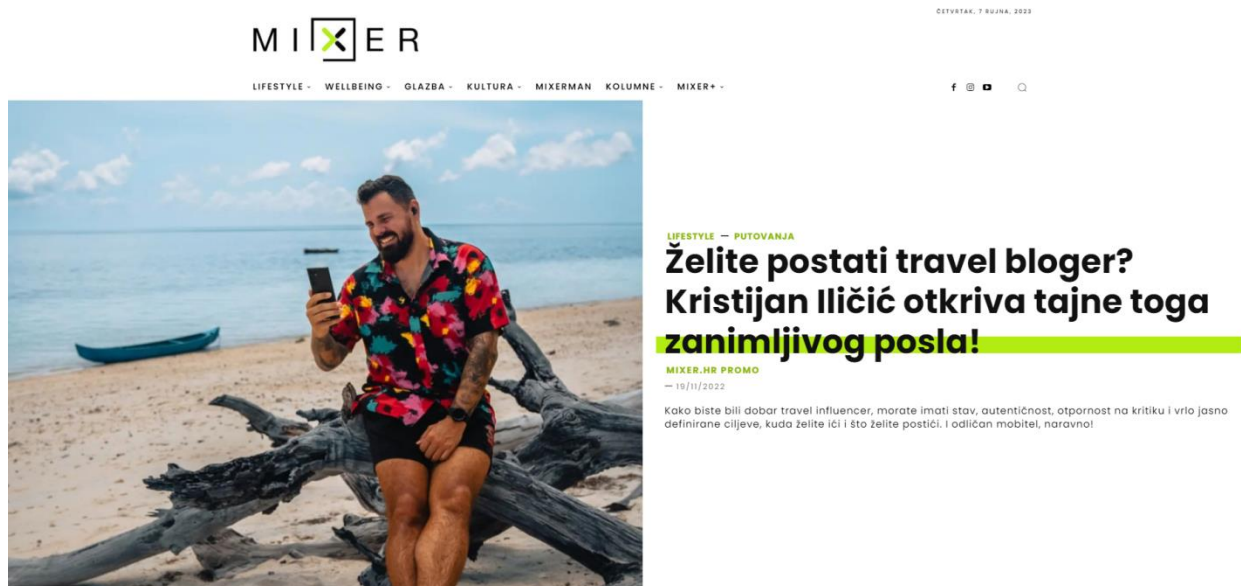 ČETVRTAK, 7 RUJNA, 2023
MIXER
LIFESTYLE WELLBEING GLAZBA KULTURA MIXERMAN KOLUMNE MIXER+
LIFESTYLE — PUTOVANJA
Želite postati travel bloger?
Kristijan Iličić otkriva tajne toga
zanimljivog posla!
MIXER.HR PROMO
— 19/11/2022
Kako biste bili dobar travel influencer, morate imati stav, autentičnost, otpornost na kritiku i vrlo jasno
definirane ciljeve, kuda želite ići i što želite postići. I odličan mobitel, naravno!